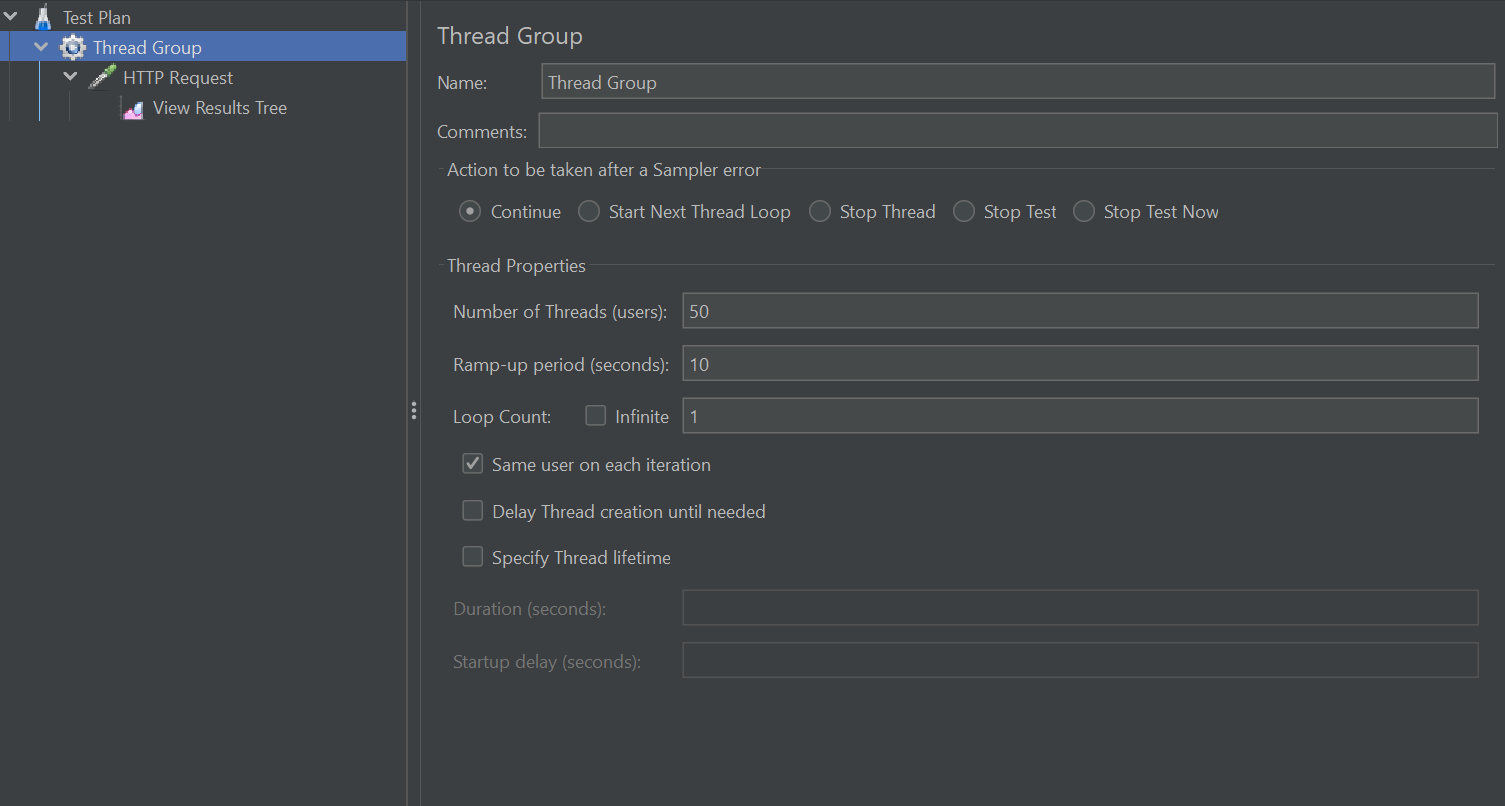 Test Plan
Thread Group
HTTP Request
View Results Tree
Thread Group
Name: Thread Group
Comments:
Action to be taken after a Sampler error
Continue Start Next Thread Loop Stop Thread Stop Test Stop Test Now
Thread Properties
Number of Threads (users): 50
Ramp-up period (seconds): 10
Loop Count: Infinite 1
Same user on each iteration
Delay Thread creation until needed
Specify Thread lifetime
Duration (seconds):
Startup delay (seconds):